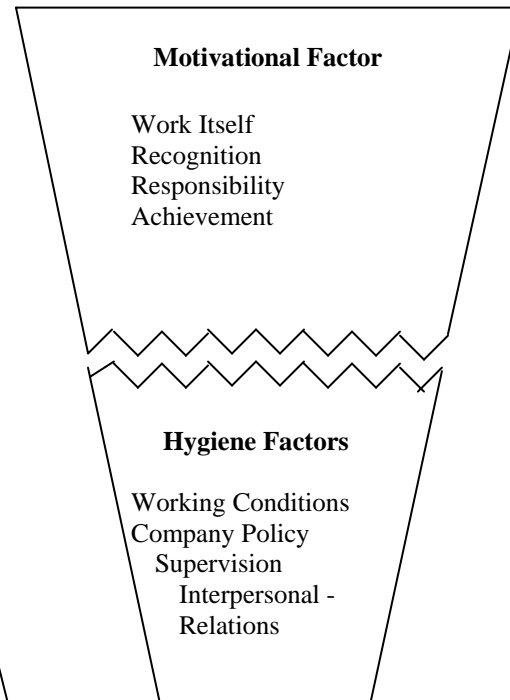 Motivational Factor
Work Itself
Recognition
Responsibility
Achievement
Hygiene Factors
Working Conditions
Company Policy
Supervision
Interpersonal -
Relations